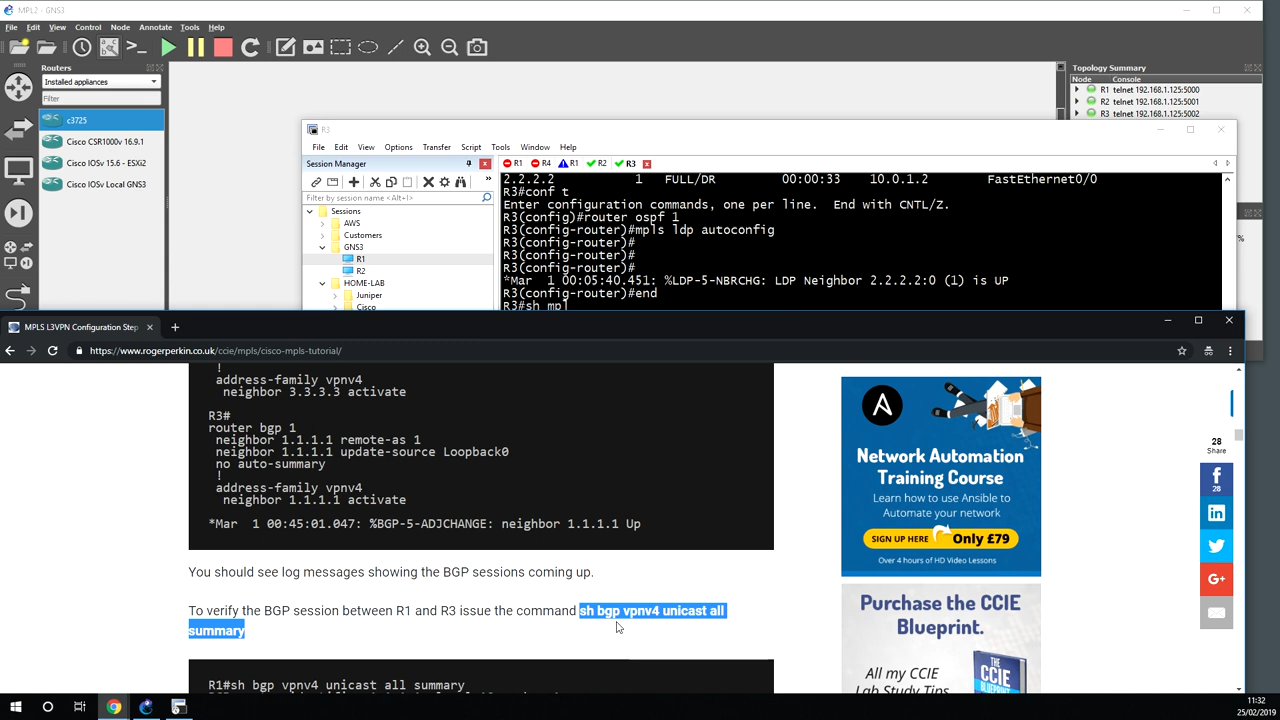 MPL2 - GNS3
File Edit View Control Node Annotate Tools Help
Routers
Installed appliances
Filter
c3725
Cisco CSR1000v 16.9.1
Cisco IOSv 15.6 - ESXi2
Cisco IOSv Local GNS3
Topology Summary
Node Console
R1 telnet 192.168.1.125:5000
R2 telnet 192.168.1.125:5001
R3 telnet 192.168.1.125:5002
R3
File Edit View Options Transfer Script Tools Window Help
Session Manager
R1 R4 R1 R2 R3
Filter by session name <Alt+I>
Sessions
AWS
Customers
GNS3
R1
R2
HOME-LAB
Juniper
Cisco
2.2.2.2 1 FULL/DR 00:00:33 10.0.1.2 FastEthernet0/0
R3#conf t
Enter configuration commands, one per line. End with CNTL/Z.
R3(config)#router ospf 1
R3(config-router)#mpls ldp autoconfig
R3(config-router)#
R3(config-router)#
R3(config-router)#
*Mar 1 00:05:40.451: %LDP-5-NBRCHG: LDP Neighbor 2.2.2.2:0 (1) is UP
R3(config-router)#end
R3#sh mpl
MPLS L3VPN Configuration Step
https://www.rogerperkin.co.uk/ccie/mpls/cisco-mpls-tutorial/
!
address-family vpnv4
neighbor 3.3.3.3 activate
R3#
router bgp 1
neighbor 1.1.1.1 remote-as 1
neighbor 1.1.1.1 update-source Loopback0
no auto-summary
!
address-family vpnv4
neighbor 1.1.1.1 activate
*Mar 1 00:45:01.047: %BGP-5-ADJCHANGE: neighbor 1.1.1.1 Up
You should see log messages showing the BGP sessions coming up.
To verify the BGP session between R1 and R3 issue the command sh bgp vpnv4 unicast all
summary
R1#sh bgp vpnv4 unicast all summary
Network Automation
Training Course
Learn how to use Ansible to
Automate your network
SIGN UP HERE Only £79
Over 4 hours of HD Video Lessons
Purchase the CCIE
Blueprint.
All my CCIE
Lab Study Tips
THE
CCIE
28
Share
28
11:32
25/02/2019